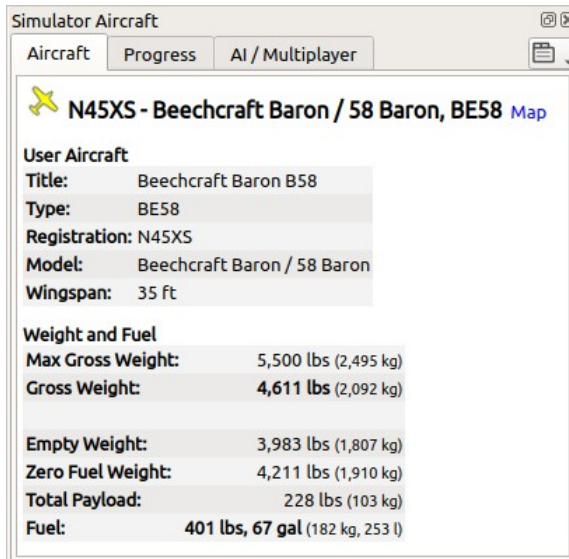 Simulator Aircraft
Aircraft Progress AI / Multiplayer
N45XS - Beechcraft Baron / 58 Baron, BE58 Map
User Aircraft
Title: Beechcraft Baron B58
Type: BE58
Registration: N45XS
Model: Beechcraft Baron / 58 Baron
Wingspan: 35 ft
Weight and Fuel
Max Gross Weight: 5,500 lbs (2,495 kg)
Gross Weight: 4,611 lbs (2,092 kg)
Empty Weight: 3,983 lbs (1,807 kg)
Zero Fuel Weight: 4,211 lbs (1,910 kg)
Total Payload: 228 lbs (103 kg)
Fuel: 401 lbs, 67 gal (182 kg, 253 l)